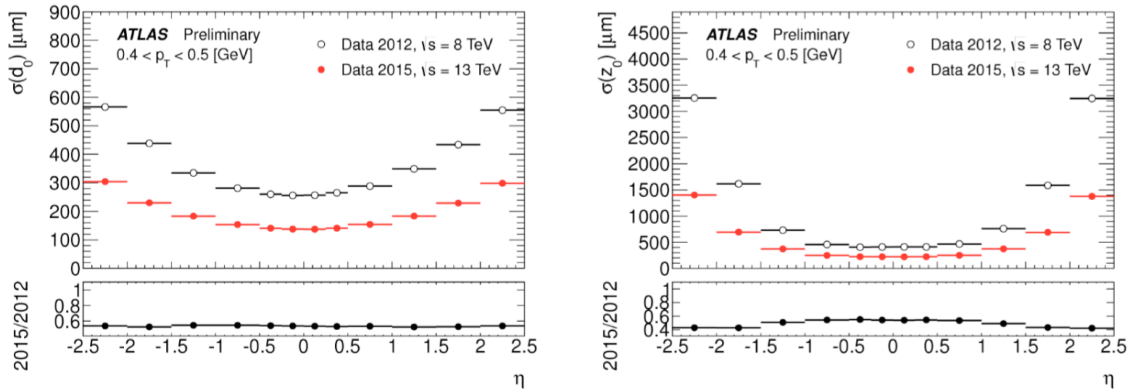 ATLAS Preliminary
0.4 < p_T < 0.5 [GeV]
Data 2012, √s = 8 TeV
Data 2015, √s = 13 TeV
σ(d_0) [μm]
900
800
700
600
500
400
300
200
100
0
2015/2012
1
0.8
0.6
-2.5 -2 -1.5 -1 -0.5 0 0.5 1 1.5 2 2.5
η
ATLAS Preliminary
0.4 < p_T < 0.5 [GeV]
Data 2012, √s = 8 TeV
Data 2015, √s = 13 TeV
σ(z_0) [μm]
4500
4000
3500
3000
2500
2000
1500
1000
500
0
2015/2012
1
0.8
0.6
0.4
-2.5 -2 -1.5 -1 -0.5 0 0.5 1 1.5 2 2.5
η